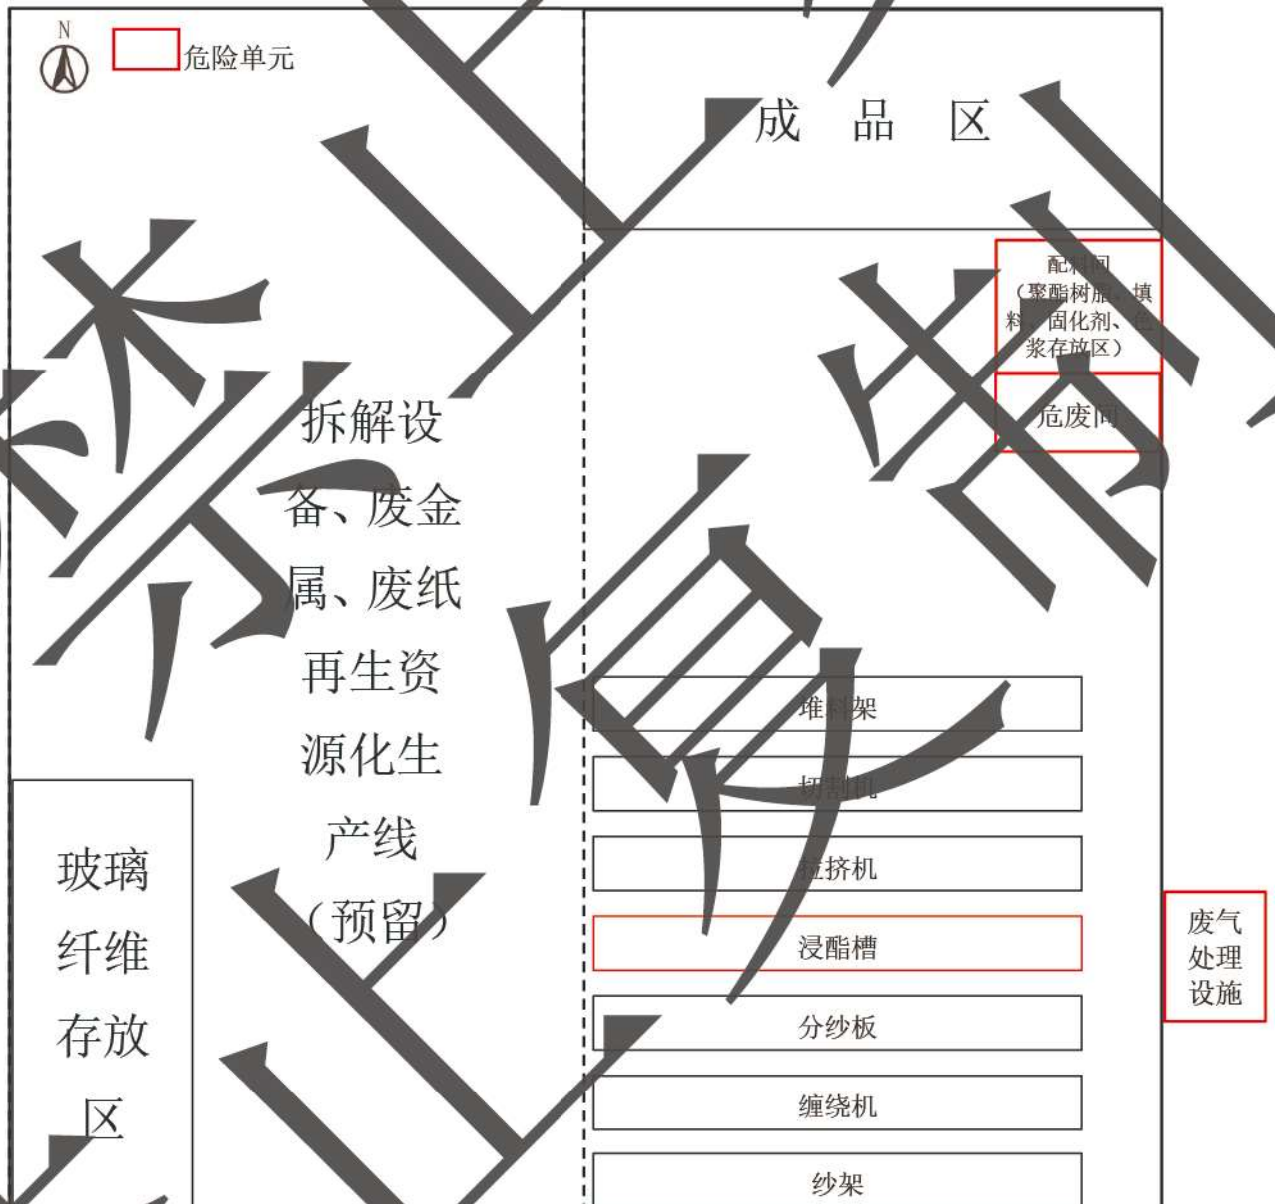 N
危险单元
成 品 区
配料间
（聚酯树脂、填
料、固化剂、色
浆存放区）
危废间
拆解设
备、废金
属、废纸
再生资
源化生
产线
（预留）
堆料架
切割机
拉挤机
浸酯槽
分纱板
缠绕机
纱架
玻璃
纤维
存放
区
废气
处理
设施
禁止复制